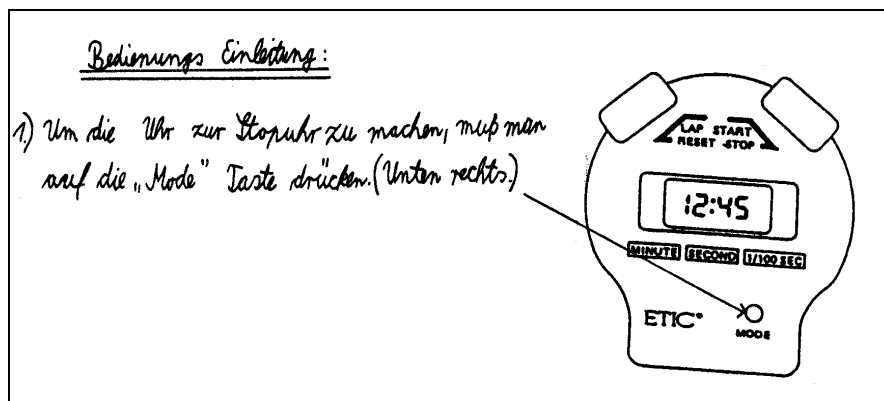 Bedienungs Einleitung:
1.) Um die Uhr zur Stopuhr zu machen, muß man
auf die „Mode" Taste drücken. (Unten rechts.)
LAP START
RESET -STOP
12:45
MINUTE SECOND 1/100 SEC
ETIC
MODE